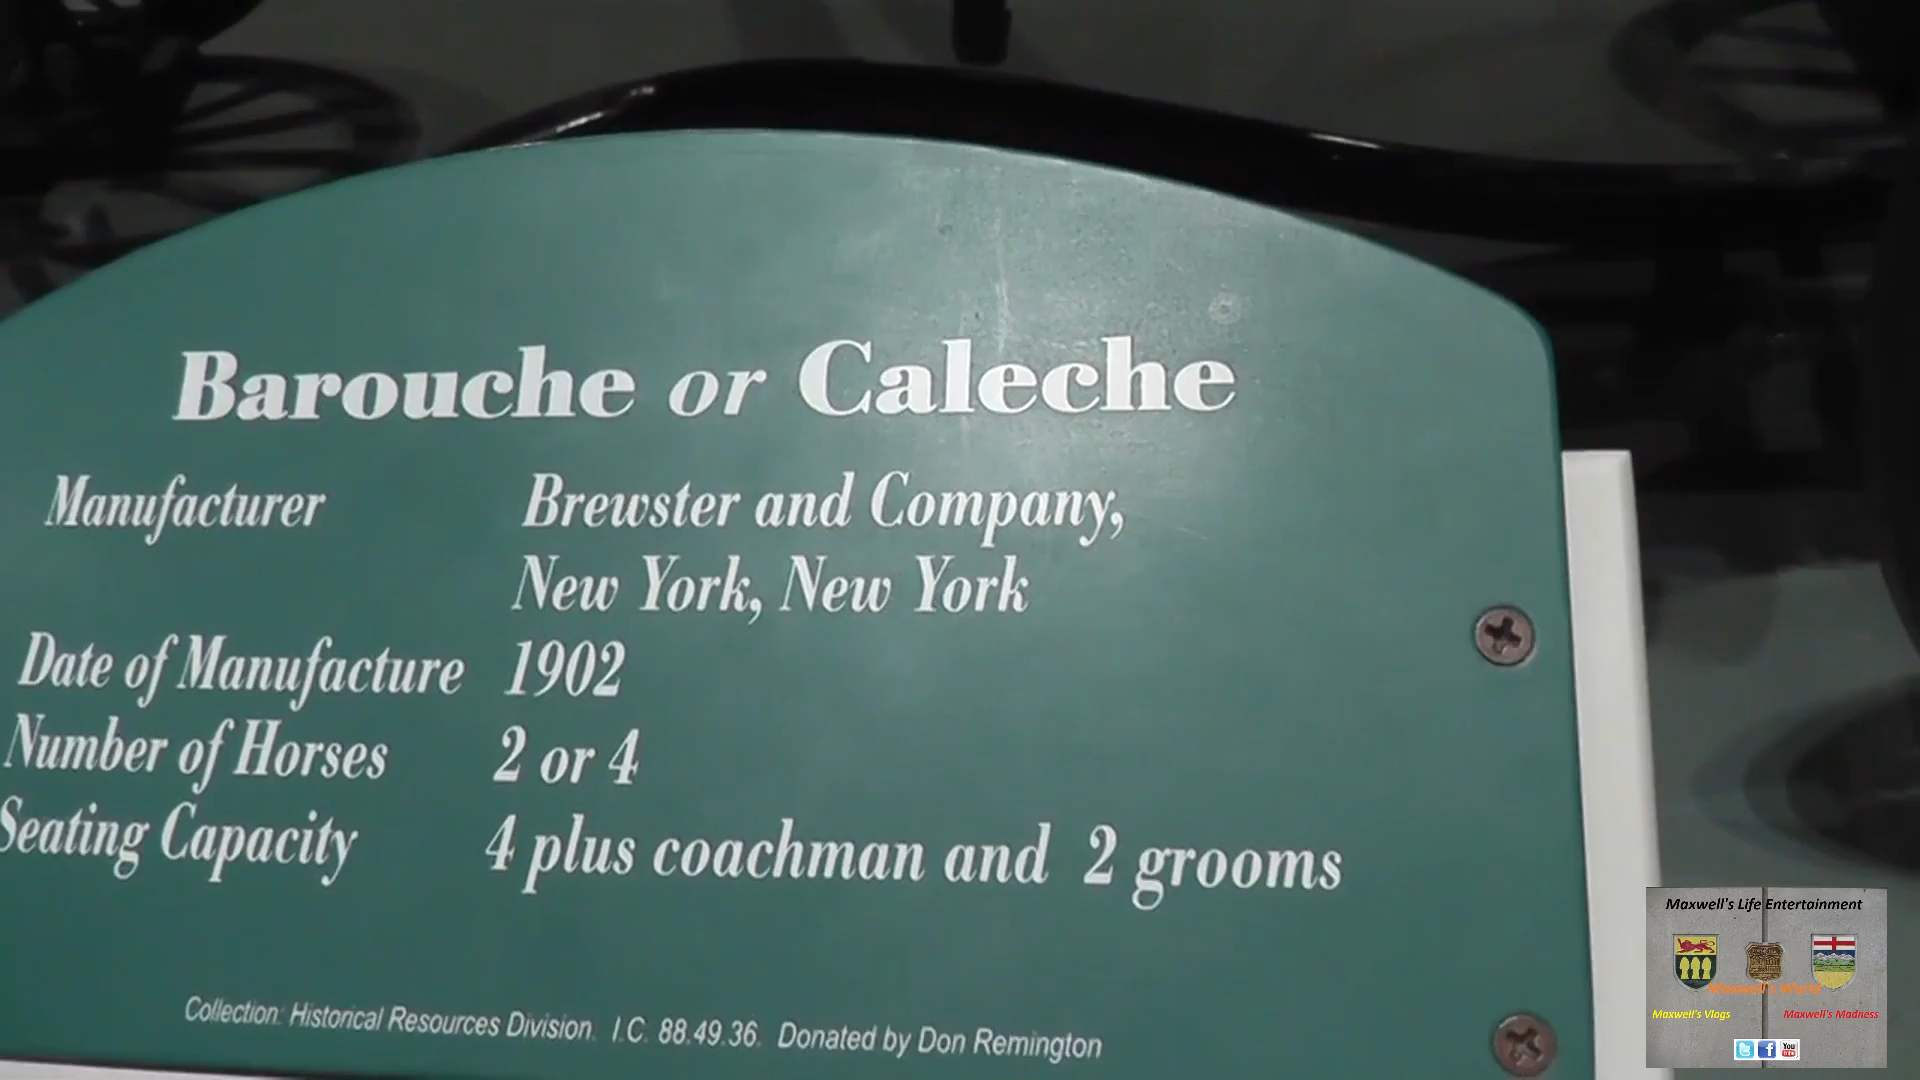 Barouche or Caleche
Manufacturer Brewster and Company,
New York, New York
Date of Manufacture 1902
Number of Horses 2 or 4
Seating Capacity 4 plus coachman and 2 grooms
Collection: Historical Resources Division. I.C. 88.49.36. Donated by Don Remington
Maxwell's Life Entertainment
Maxwell's World
Maxwell's Vlogs Maxwell's Madness
You